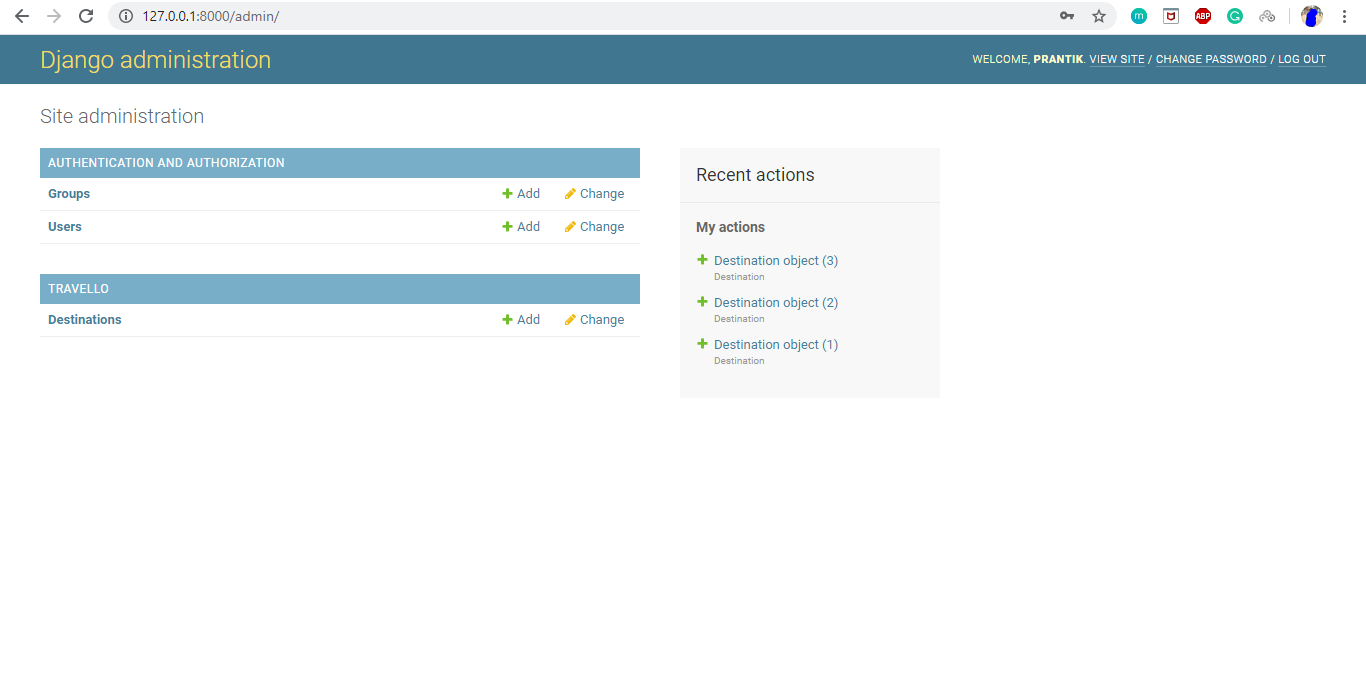 127.0.0.1:8000/admin/
m
ABP
G
Django administration
WELCOME, PRANTIK. VIEW SITE / CHANGE PASSWORD / LOG OUT
Site administration
AUTHENTICATION AND AUTHORIZATION
Groups Add Change
Users Add Change
TRAVELLO
Destinations Add Change
Recent actions
My actions
Destination object (3)
Destination
Destination object (2)
Destination
Destination object (1)
Destination